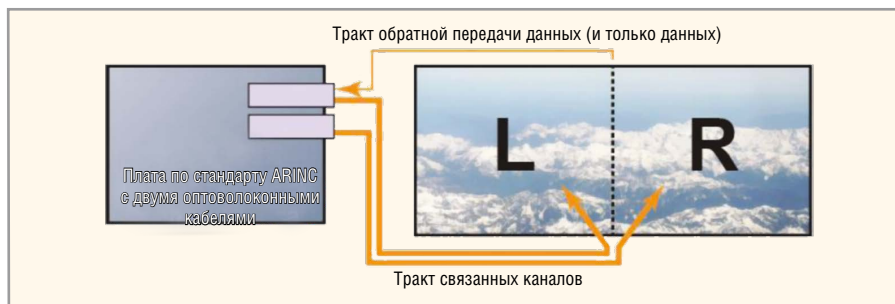 Тракт обратной передачи данных (и только данных)
L R
Плата по стандарту ARINC
с двумя оптоволоконными
кабелями
Тракт связанных каналов